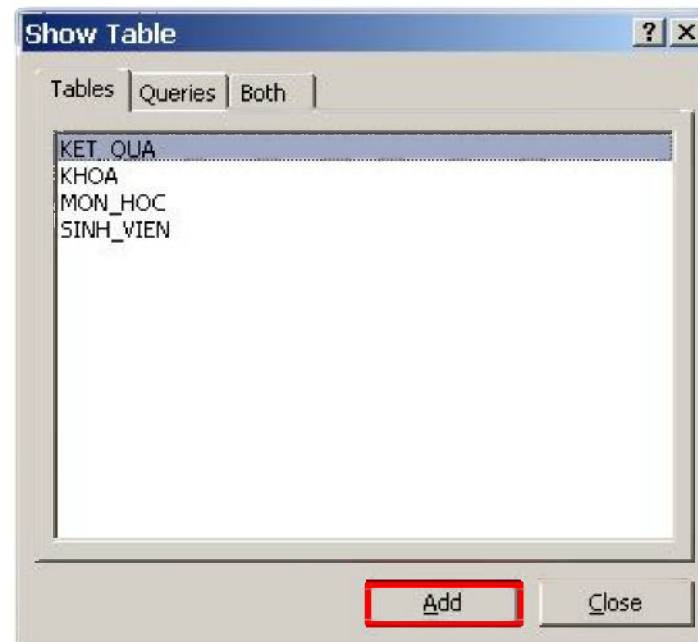 Show Table ? X
Tables Queries Both
KET_QUA
KHOA
MON_HOC
SINH_VIEN
Add Close